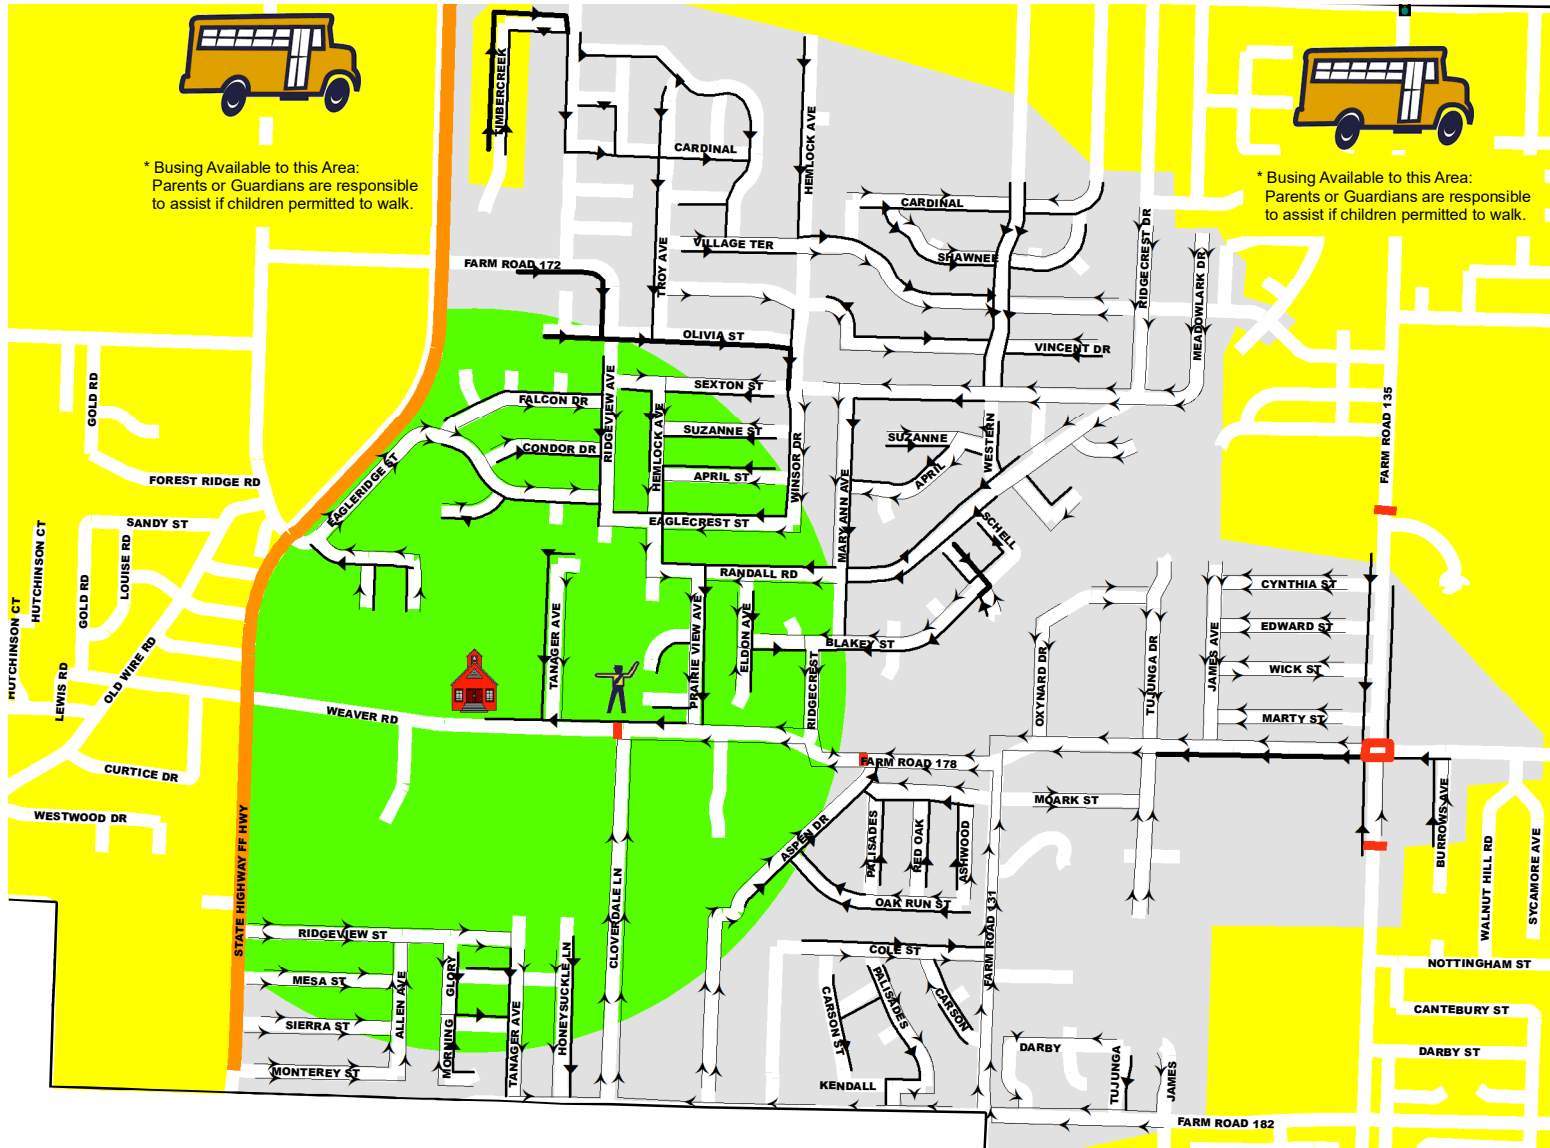 * Busing Available to this Area:
Parents or Guardians are responsible
to assist if children permitted to walk.
* Busing Available to this Area:
Parents or Guardians are responsible
to assist if children permitted to walk.
CARDINAL
HEMLOCK AVE
CARDINAL
VILLAGE TER
SHAWNEE
RIDGECREST DR
MEADOWLARK DR
FARM ROAD 172
TROY AVE
OLIVIA ST
VINCENT DR
SEXTON ST
FALCON DR
RIDGEVIEW AVE
HEMLOCK AVE
SUZANNE ST
SUZANNE
CONDOR DR
APRIL ST
APRIL
WESTERN
WINSOR DR
MARY ANN AVE
EAGLERIDGE ST
EAGLECREST ST
SCHELL
GOLD RD
FOREST RIDGE RD
SANDY ST
HUTCHINSON CT
HUTCHINSON CT
LOUISE RD
GOLD RD
LEWIS RD
OLD WIRE RD
RANDALL RD
TANAGER AVE
PRAIRIE VIEW AVE
ELDON AVE
BLAKEY ST
RIDGECREST
OXYNARD DR
TUJUNGA DR
JAMES AVE
CYNTHIA ST
EDWARD ST
WICK ST
MARTY ST
FARM ROAD 135
WEAVER RD
CURTICE DR
WESTWOOD DR
STATE HIGHWAY FF HWY
FARM ROAD 178
MOARK ST
ASPEN DR
PALISADES
RED OAK
ASHWOOD
OAK RUN ST
BURROWS AVE
WALNUT HILL RD
SYCAMORE AVE
CLOVERDALE LN
FARM ROAD 131
RIDGEVIEW ST
MESA ST
SIERRA ST
MONTEREY ST
ALLEN AVE
MORNING GLORY
TANAGER AVE
HONEYSUCKLE LN
COLE ST
CARSON ST
PALISADES
CARSON
KENDALL
DARBY
TUJUNGA
JAMES
NOTTINGHAM ST
CANTEBURY ST
DARBY ST
FARM ROAD 182